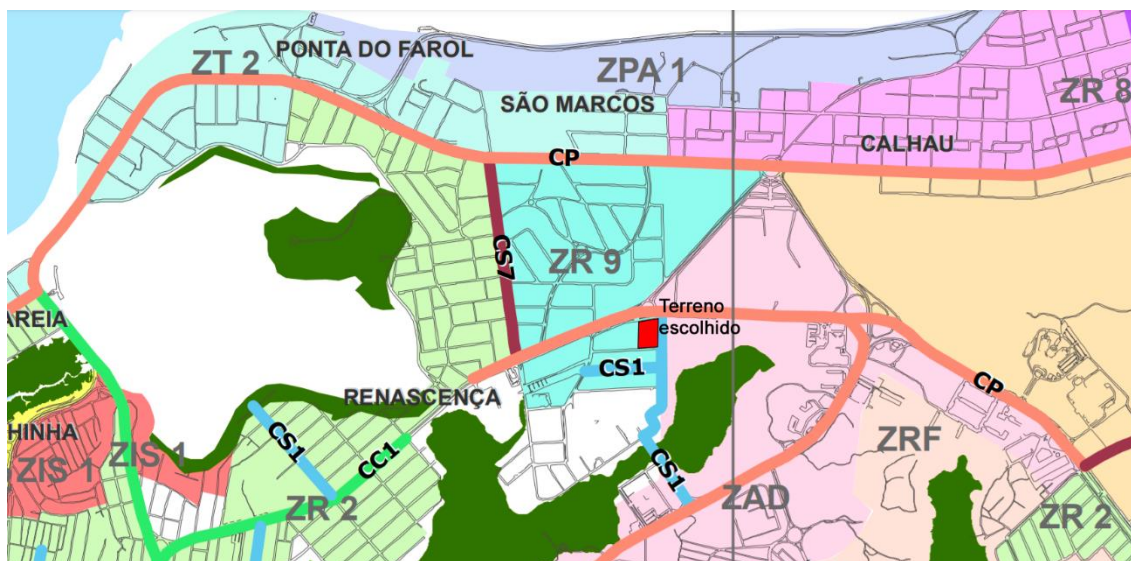 PONTA DO FAROL
ZT 2
ZPA 1
SÃO MARCOS
ZR 8
CALHAU
CP
CS7
ZR 9
Terreno
escolhido
AREIA
CS1
RENASCENÇA
CP
HINHA
ZIS 1
ZIS 1
CS1
CC1
CS1
ZRF
ZR 2
ZAD
ZR 2